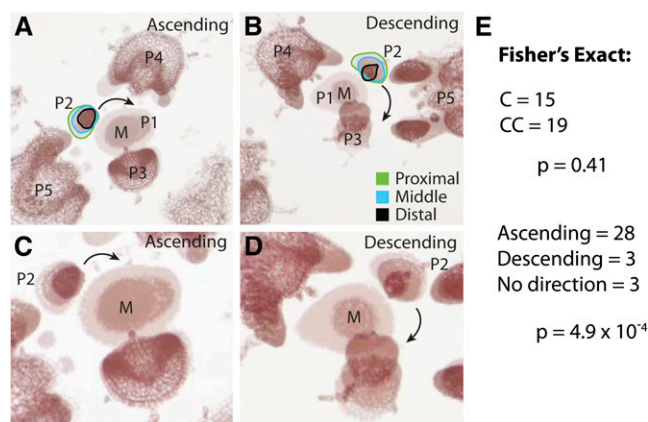 A
Ascending
P4
P2
P1
M
P3
P5
B
Descending
P4
P2
P1
M
P5
P3
Proximal
Middle
Distal
C
Ascending
P2
M
D
Descending
P2
M
E
Fisher's Exact:
C = 15
CC = 19
p = 0.41
Ascending = 28
Descending = 3
No direction = 3
p = 4.9 x 10⁻⁴